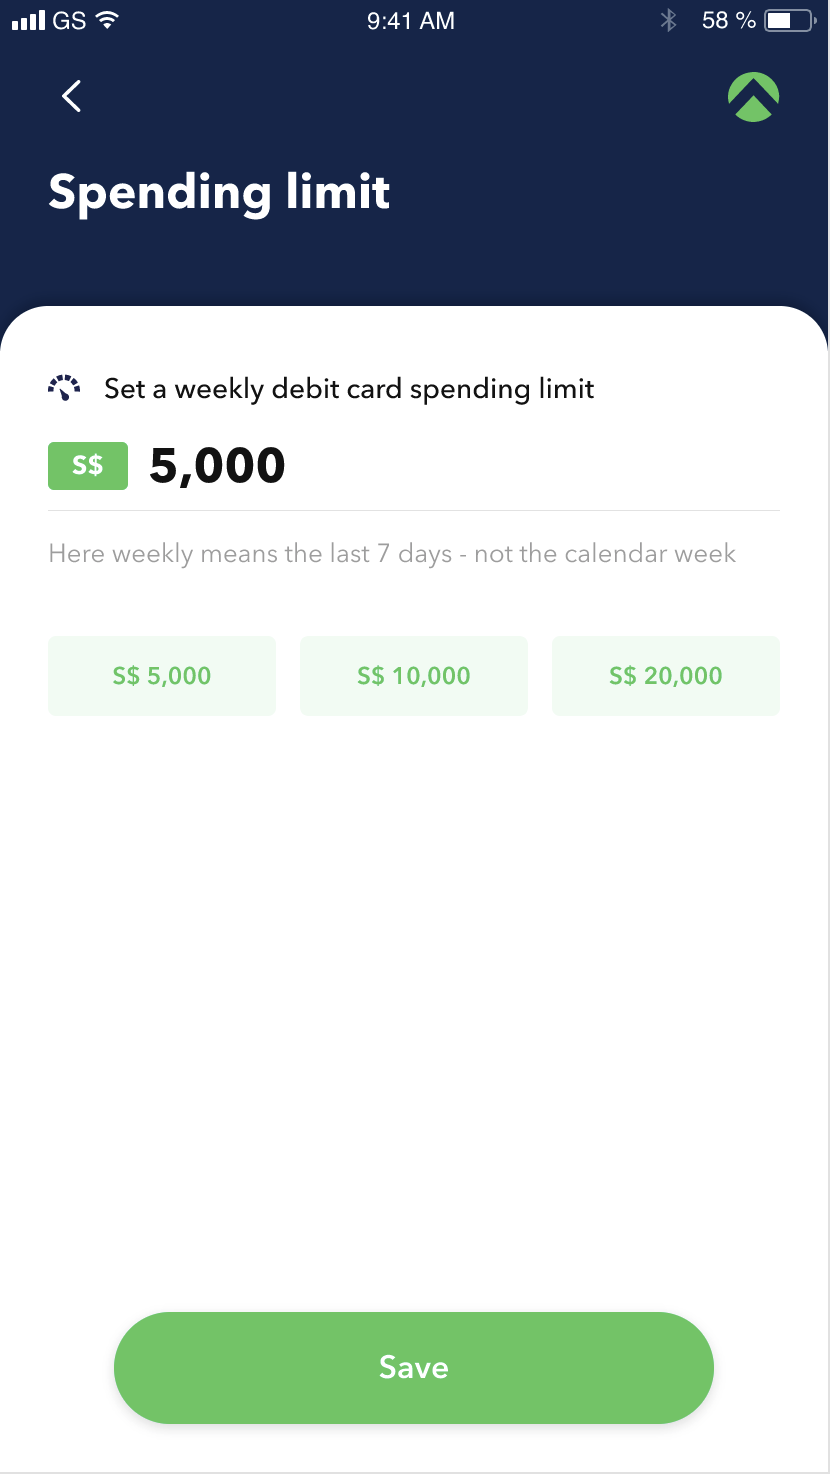 GS 9:41 AM 58 %
Spending limit
Set a weekly debit card spending limit
S$ 5,000
Here weekly means the last 7 days - not the calendar week
S$ 5,000 S$ 10,000 S$ 20,000
Save